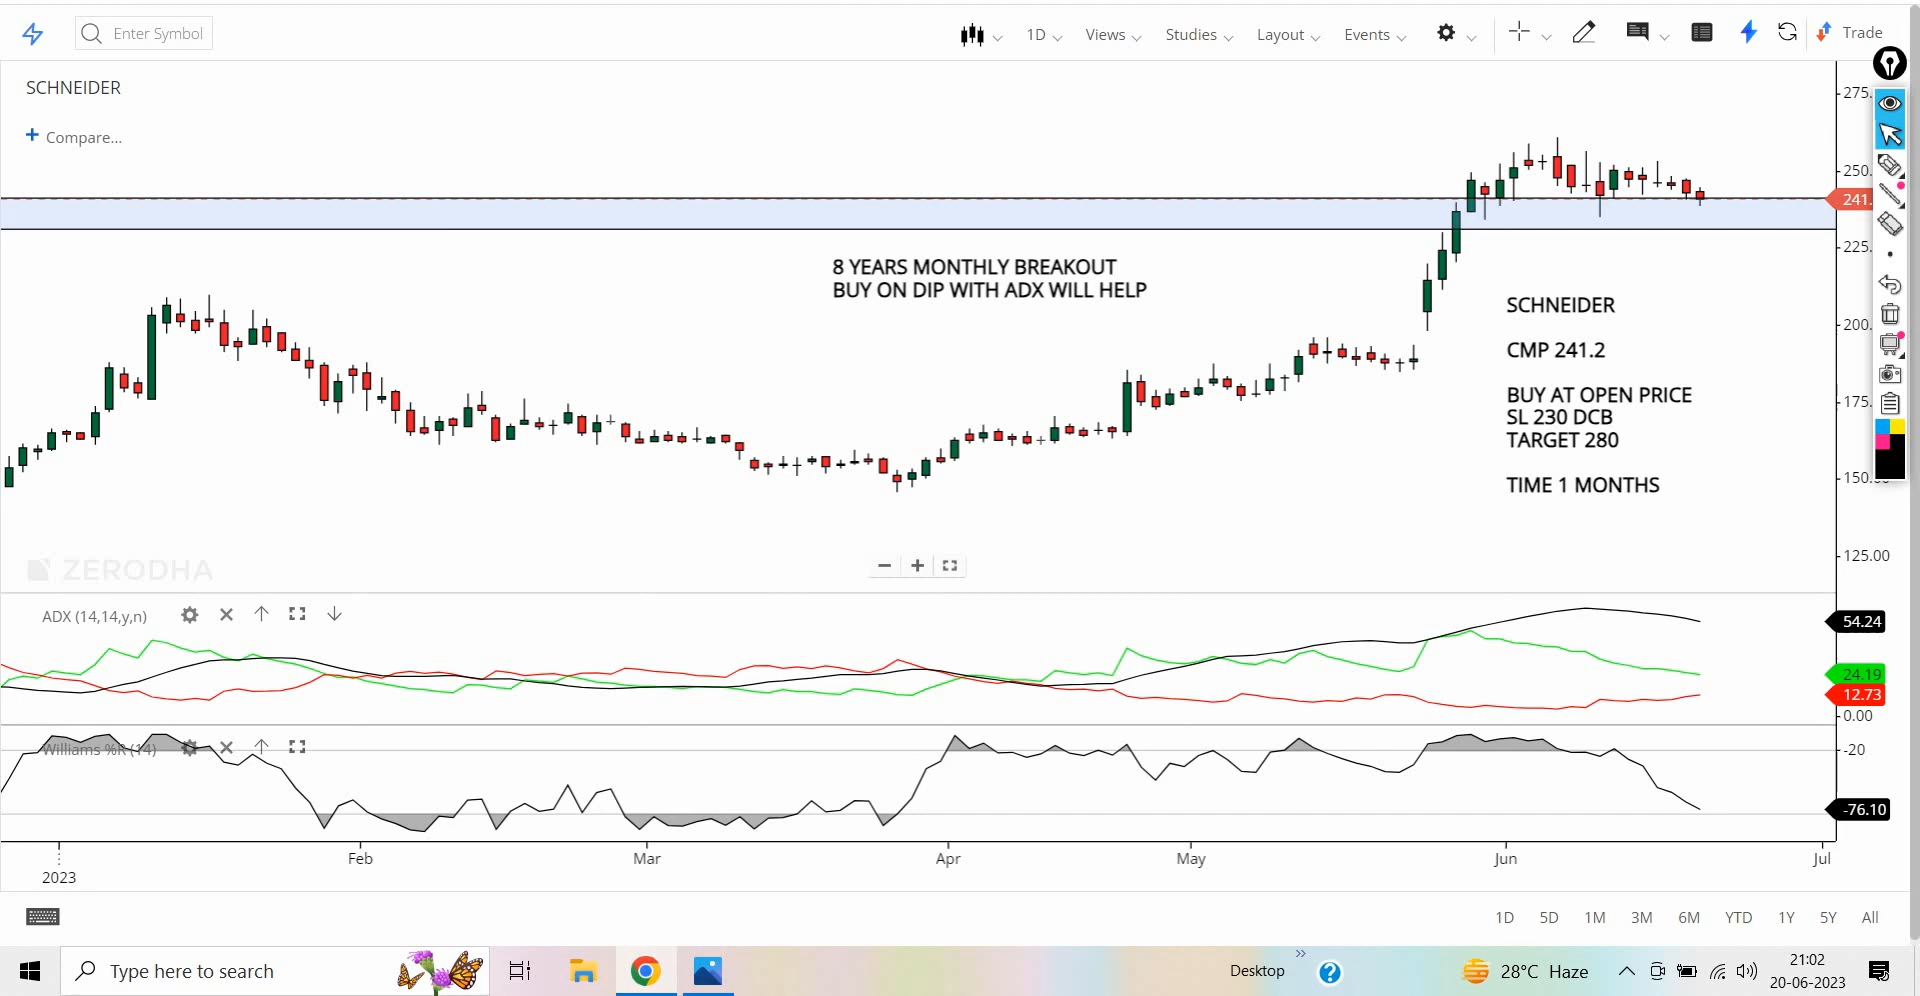 Enter Symbol
1D
Views
Studies
Layout
Events
Trade
SCHNEIDER
+ Compare...
275.
250.
241.
225.
200.
175.
150.
125.00
8 YEARS MONTHLY BREAKOUT
BUY ON DIP WITH ADX WILL HELP
SCHNEIDER
CMP 241.2
BUY AT OPEN PRICE
SL 230 DCB
TARGET 280
TIME 1 MONTHS
ZERODHA
ADX (14,14,y,n)
54.24
24.19
12.73
0.00
Williams %R (14)
-20
-76.10
Feb
Mar
Apr
May
Jun
Jul
2023
1D
5D
1M
3M
6M
YTD
1Y
5Y
All
Type here to search
Desktop
28°C Haze
21:02
20-06-2023